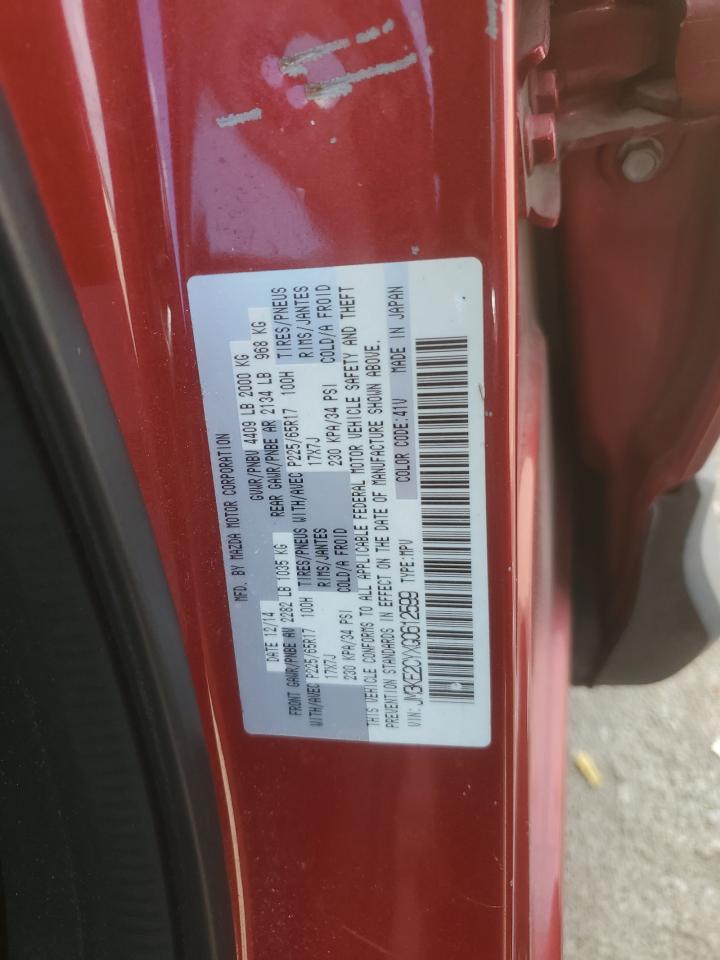 MFD. BY MAZDA MOTOR CORPORATION
DATE 12/14 GVWR/PNBV 4409 LB 2000 KG
FRONT GAWR/PNBE AV 2282 LB 1035 KG REAR GAWR/PNBE AR 2134 LB 968 KG
WITH/AVEC P225/65R17 100H TIRES/PNEUS WITH/AVEC P225/65R17 100H TIRES/PNEUS
17X7J RIMS/JANTES 17X7J RIMS/JANTES
230 KPA/34 PSI COLD/A FROID 230 KPA/34 PSI COLD/A FROID
THIS VEHICLE CONFORMS TO ALL APPLICABLE FEDERAL MOTOR VEHICLE SAFETY AND THEFT
PREVENTION STANDARDS IN EFFECT ON THE DATE OF MANUFACTURE SHOWN ABOVE.
VIN: JM3KE2CYXG0612599 TYPE:MPV COLOR CODE:41V MADE IN JAPAN